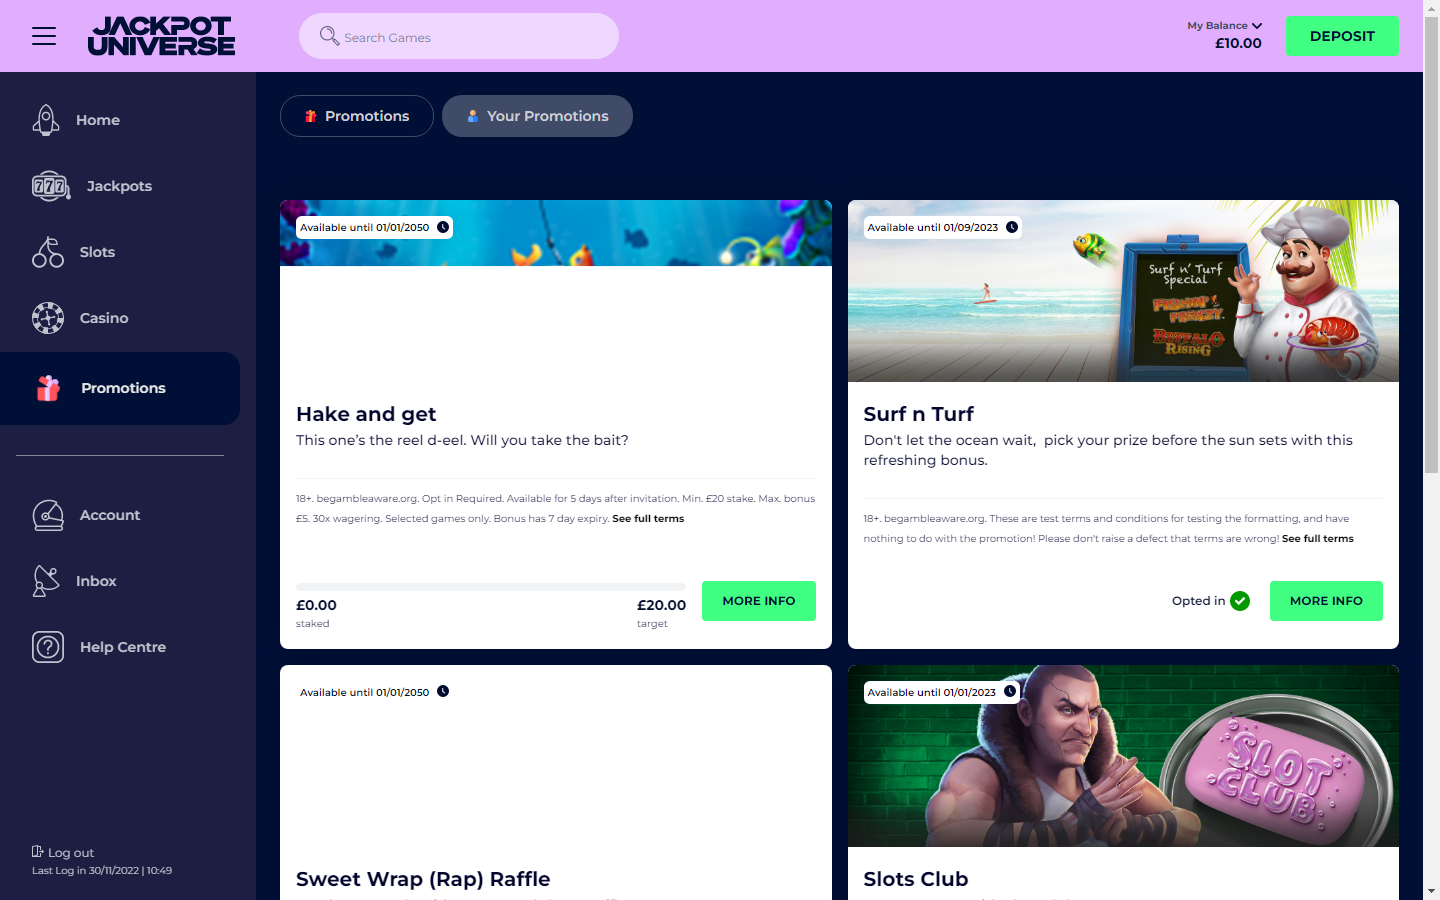 JACKPOT
UNIVERSE
Search Games
My Balance
£10.00
DEPOSIT
Home
Jackpots
Slots
Casino
Promotions
Account
Inbox
Help Centre
Log out
Last Log in 30/11/2022 | 10:49
Promotions
Your Promotions
Available until 01/01/2050
Hake and get
This one’s the reel d-eel. Will you take the bait?
18+. begambleaware.org. Opt in Required. Available for 5 days after invitation. Min. £20 stake. Max. bonus
£5. 30x wagering. Selected games only. Bonus has 7 day expiry. See full terms
£0.00
staked
£20.00
target
MORE INFO
Available until 01/09/2023
Surf n' Turf
Special
FISHIN'
FRENZY
BUFFALO
RISING
Surf n Turf
Don't let the ocean wait,  pick your prize before the sun sets with this
refreshing bonus.
18+. begambleaware.org. These are test terms and conditions for testing the formatting, and have
nothing to do with the promotion! Please don't raise a defect that terms are wrong! See full terms
Opted in
MORE INFO
Available until 01/01/2050
Sweet Wrap (Rap) Raffle
Available until 01/01/2023
SLOT
CLUB
Slots Club